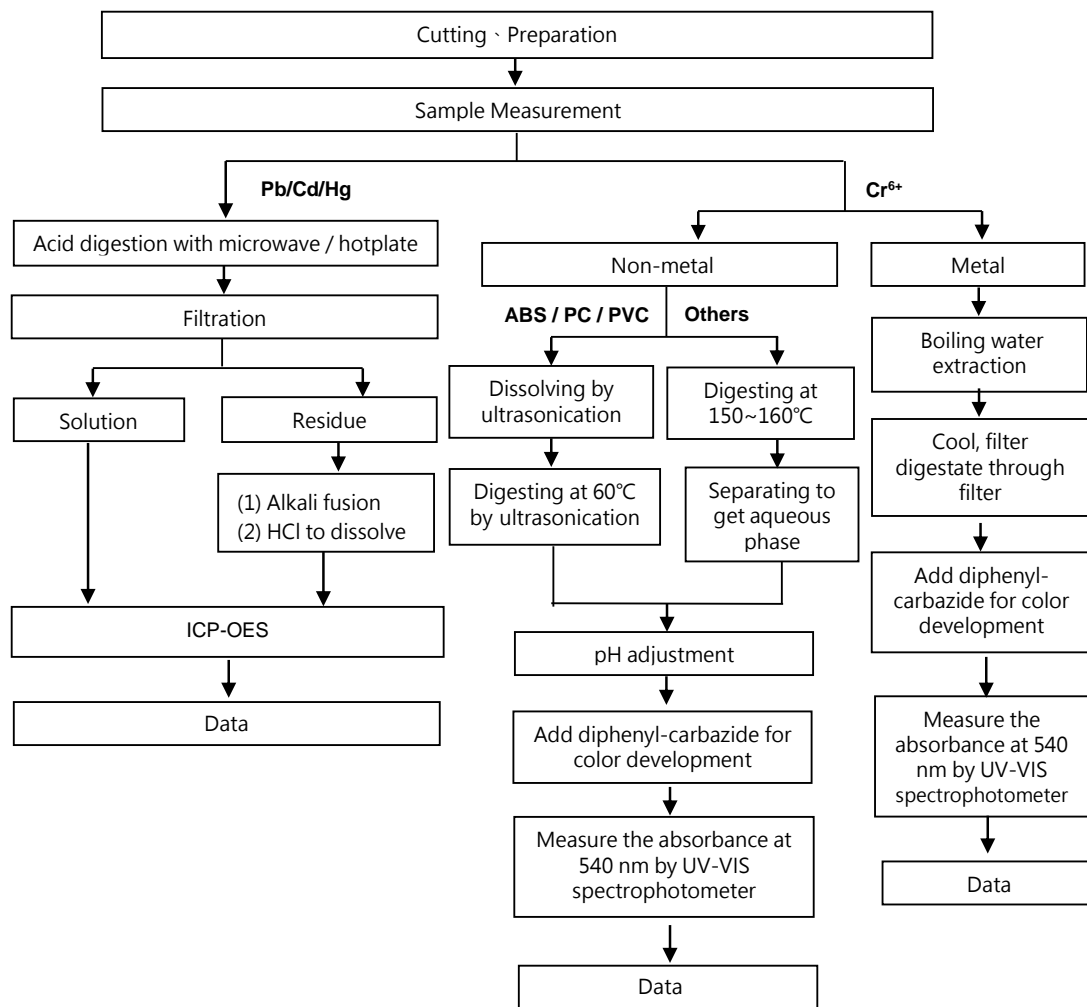 Cutting、Preparation
Sample Measurement
Pb/Cd/Hg
Cr⁶⁺
Acid digestion with microwave / hotplate
Non-metal
Metal
Filtration
ABS / PC / PVC
Others
Boiling water
extraction
Solution
Residue
Dissolving by
ultrasonication
Digesting at
150~160℃
Cool, filter
digestate through
filter
(1) Alkali fusion
(2) HCl to dissolve
Digesting at 60℃
by ultrasonication
Separating to
get aqueous
phase
Add diphenyl-
carbazide for color
development
ICP-OES
pH adjustment
Data
Add diphenyl-carbazide for
color development
Measure the
absorbance at 540
nm by UV-VIS
spectrophotometer
Measure the absorbance at
540 nm by UV-VIS
spectrophotometer
Data
Data